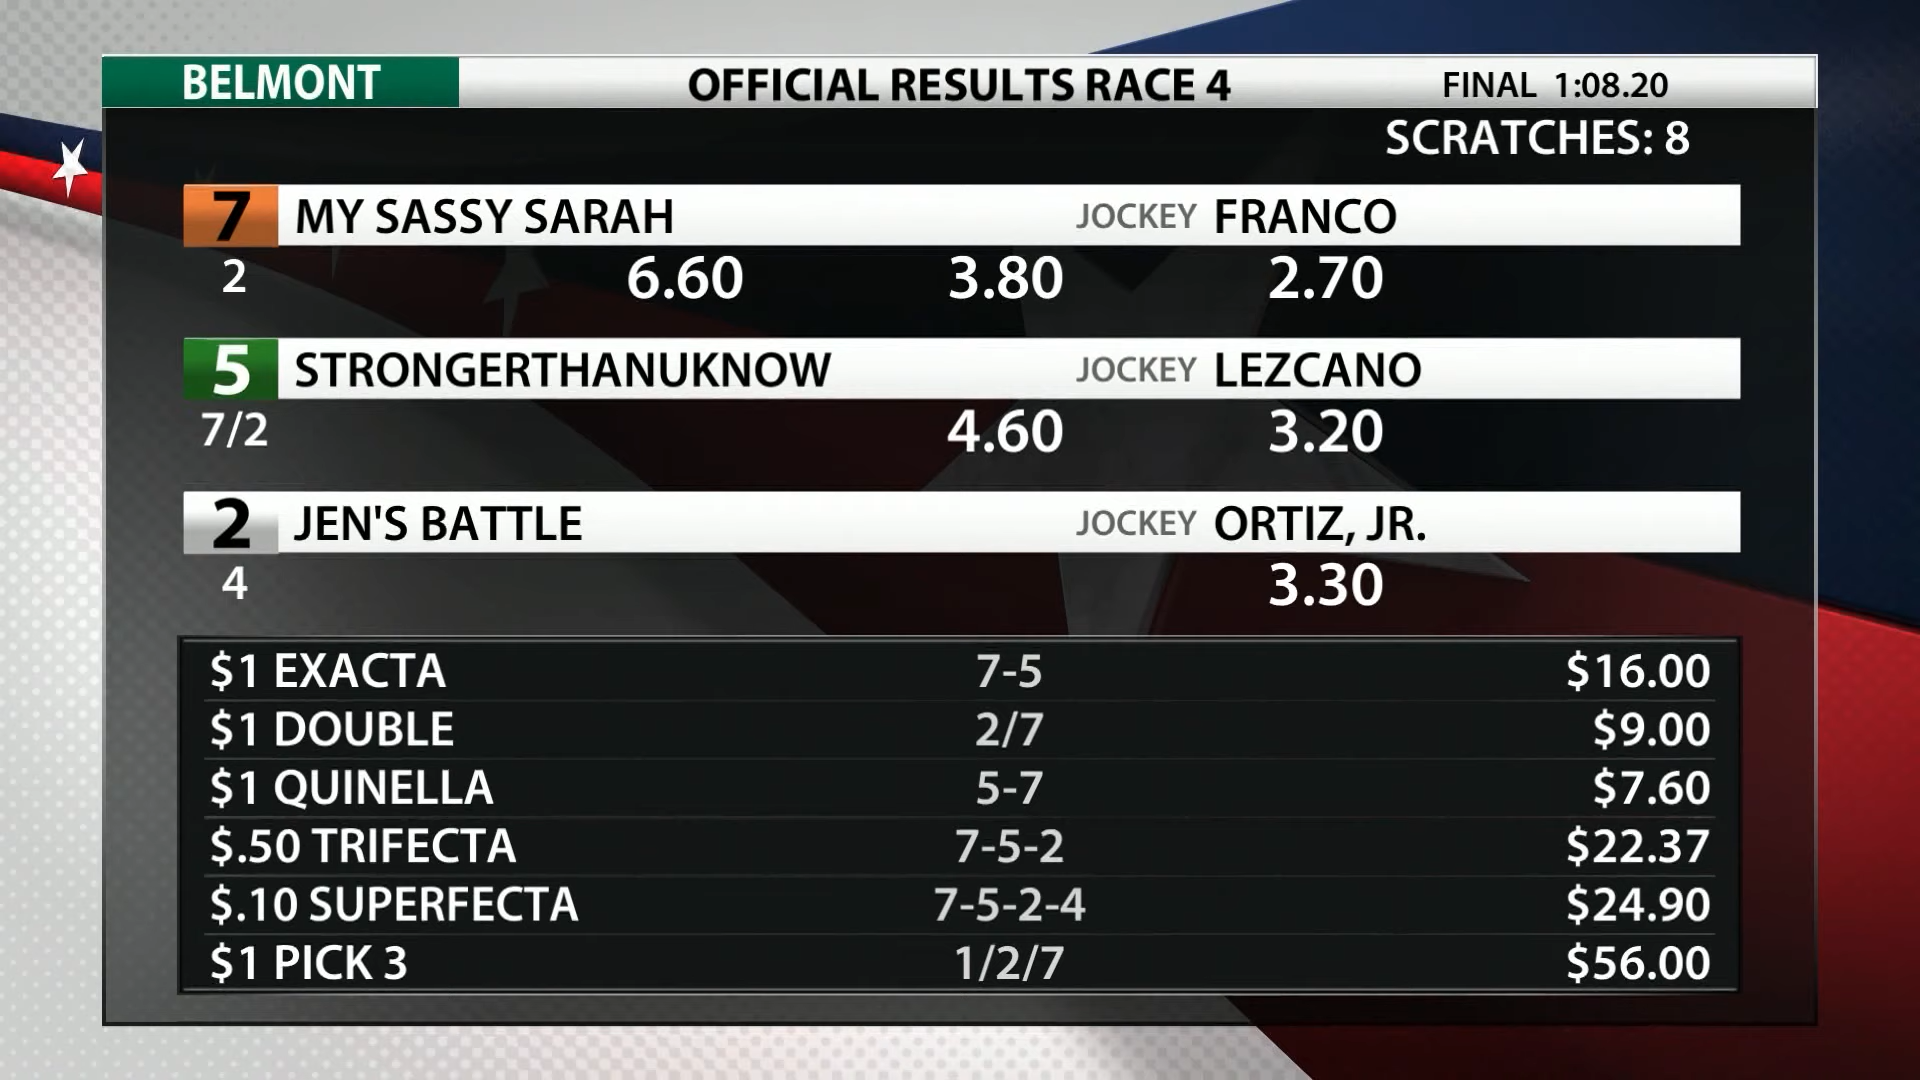 BELMONT OFFICIAL RESULTS RACE 4 FINAL 1:08.20
SCRATCHES: 8
7 MY SASSY SARAH JOCKEY FRANCO
2 6.60 3.80 2.70
5 STRONGERTHANUKNOW JOCKEY LEZCANO
7/2 4.60 3.20
2 JEN'S BATTLE JOCKEY ORTIZ, JR.
4 3.30
$1 EXACTA 7-5 $16.00
$1 DOUBLE 2/7 $9.00
$1 QUINELLA 5-7 $7.60
$.50 TRIFECTA 7-5-2 $22.37
$.10 SUPERFECTA 7-5-2-4 $24.90
$1 PICK 3 1/2/7 $56.00